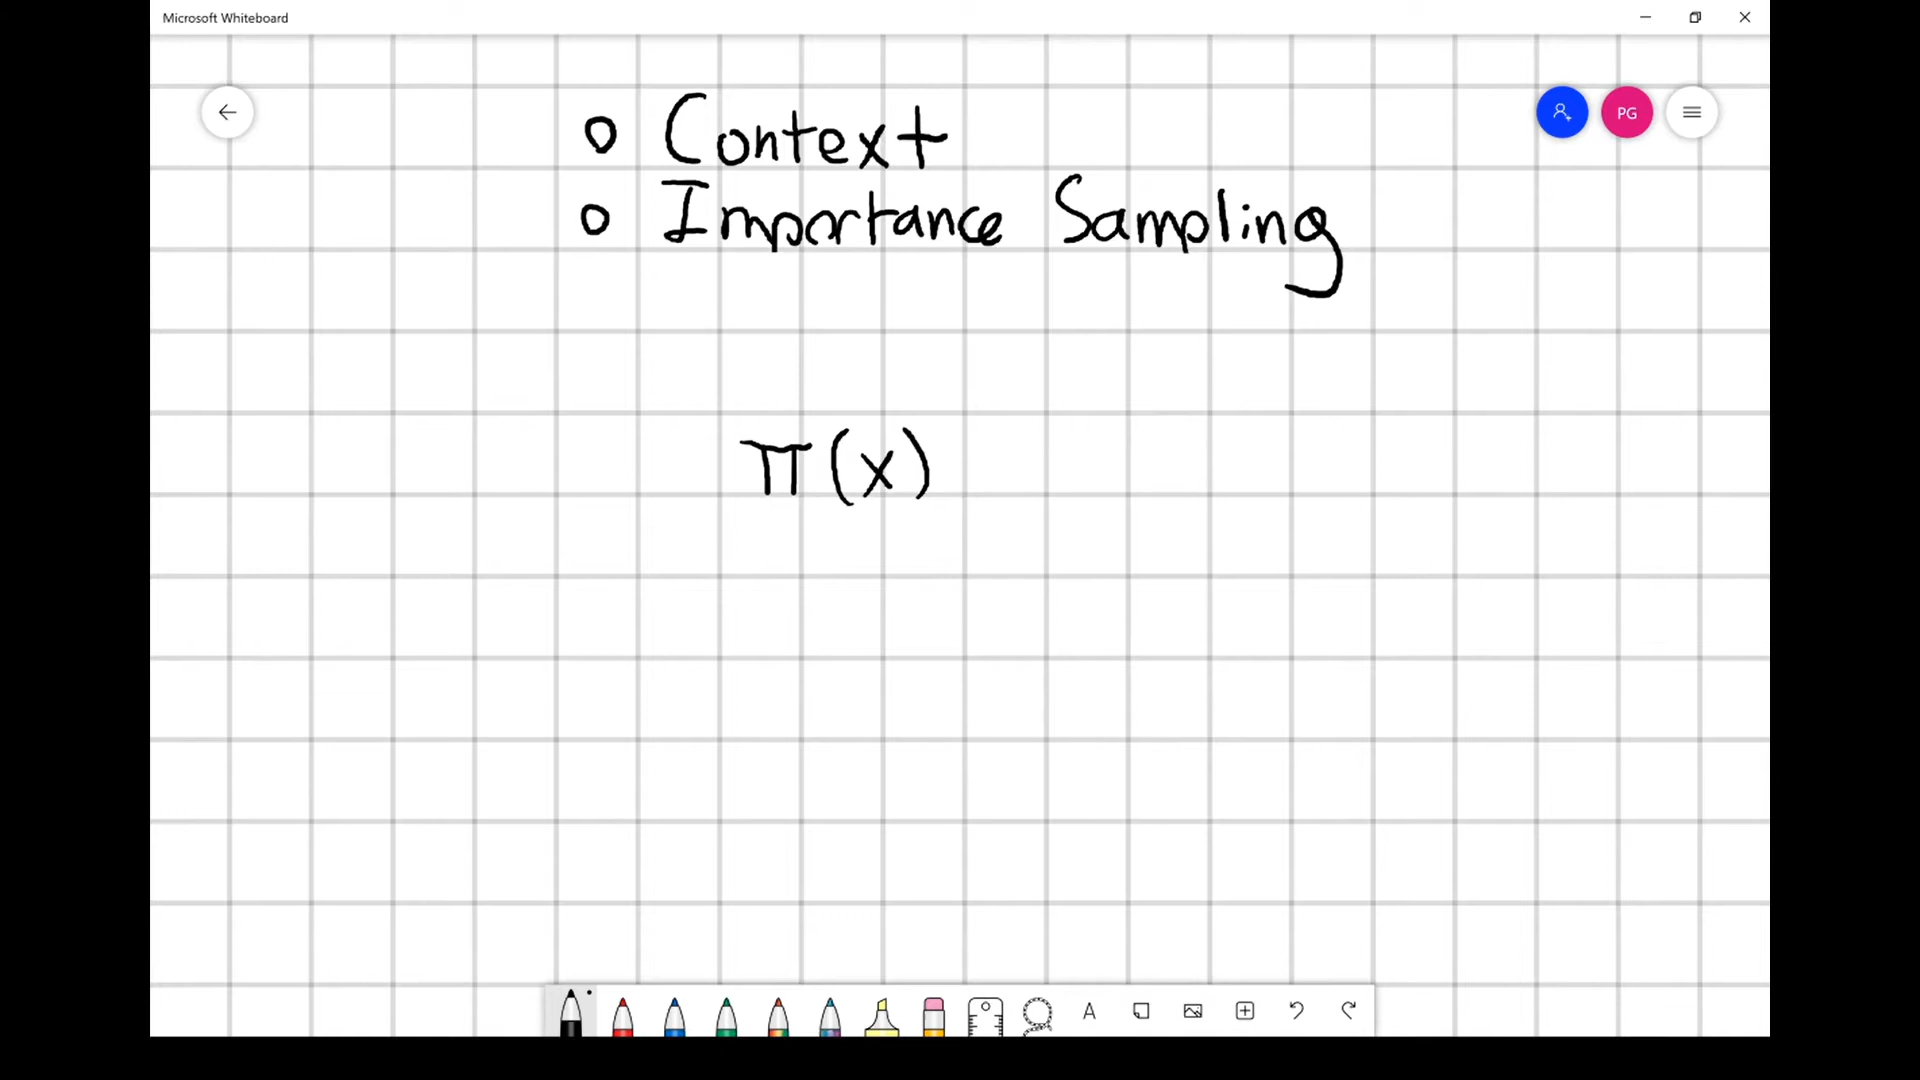 Microsoft Whiteboard
o Context
PG
o Importance Sampling
π(x)
A